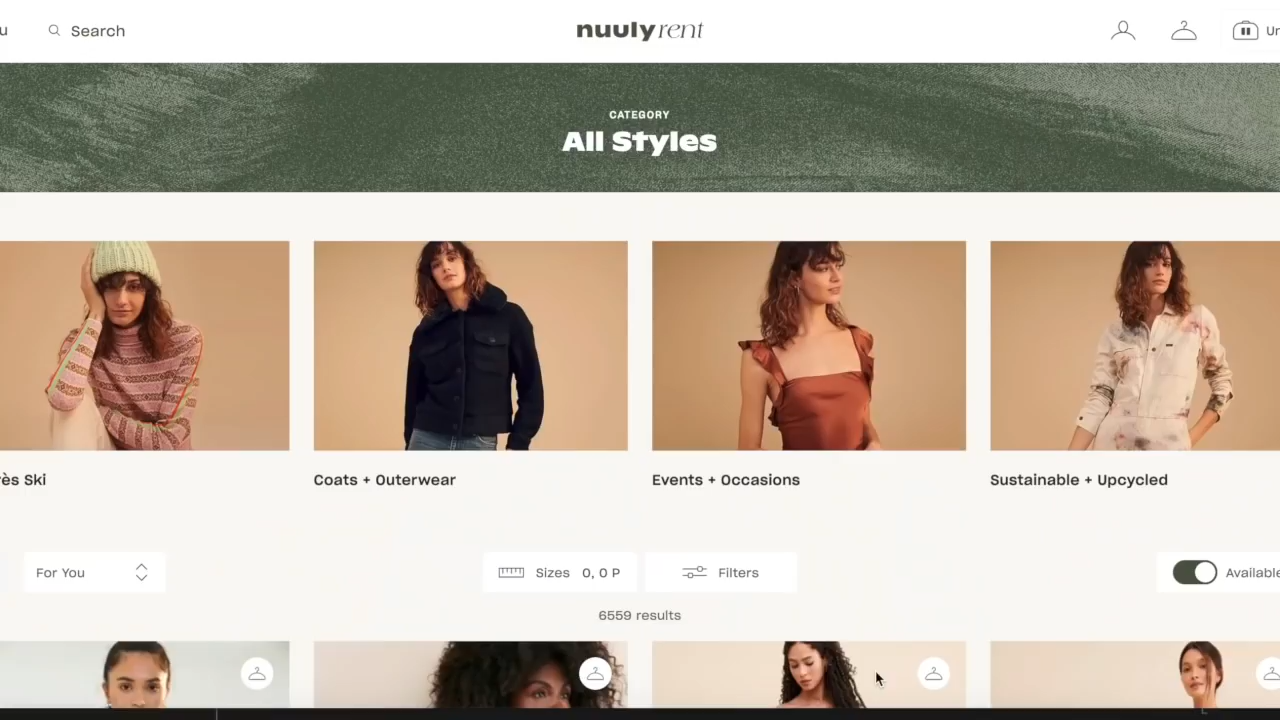 u
Search
nuuly rent
Ur
CATEGORY
All Styles
ès Ski
Coats + Outerwear
Events + Occasions
Sustainable + Upcycled
For You
Sizes 0, 0 P
Filters
Available
6559 results